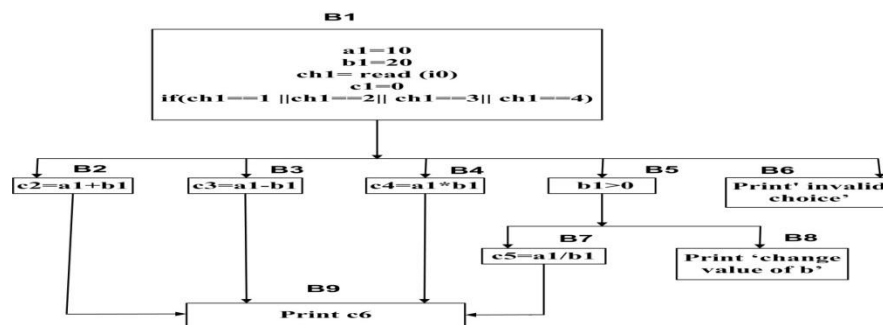 B1
a1=10
b1=20
ch1= read (i0)
c1=0
if(ch1==1 ||ch1==2|| ch1==3|| ch1==4)
B2
B3
B4
B5
B6
c2=a1+b1
c3=a1-b1
c4=a1*b1
b1>0
Print' invalid
choice’
B7
B8
c5=a1/b1
Print ‘change
value of b’
B9
Print c6